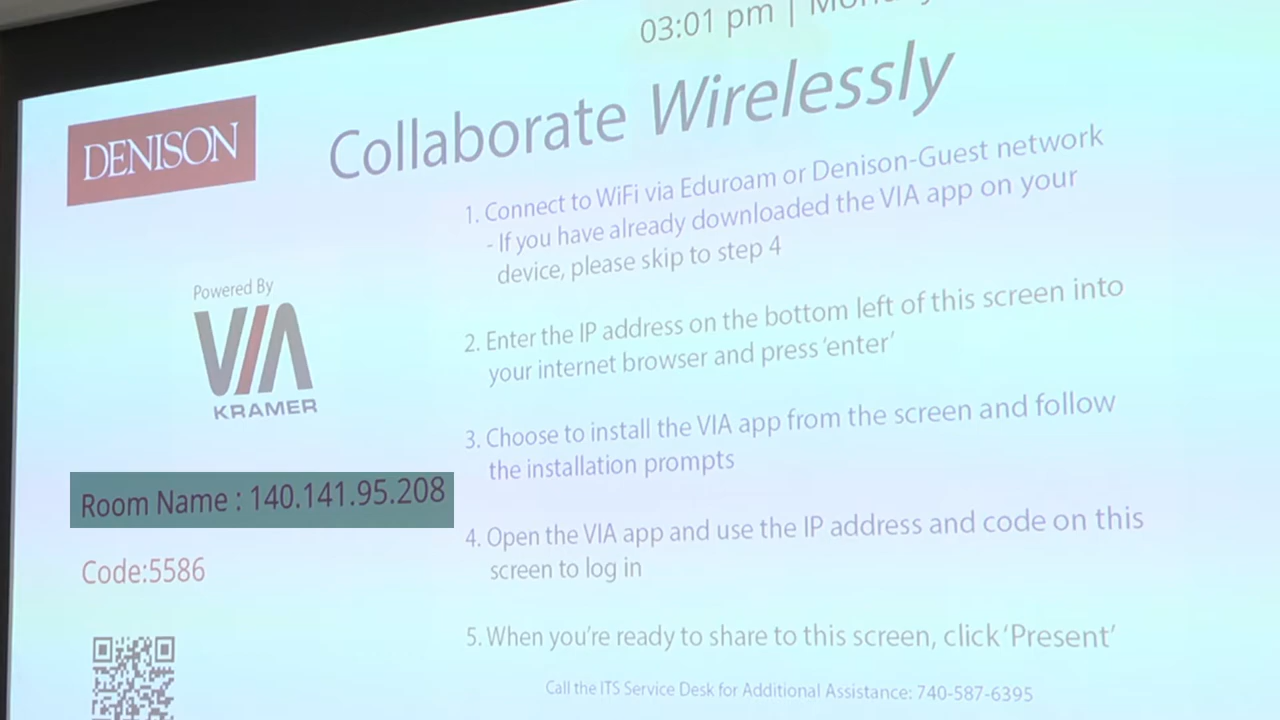 03:01 pm |
DENISON
Collaborate Wirelessly
1. Connect to WiFi via Eduroam or Denison-Guest network
- If you have already downloaded the VIA app on your
device, please skip to step 4
Powered By
VIA
KRAMER
2. Enter the IP address on the bottom left of this screen into
your internet browser and press 'enter'
3. Choose to install the VIA app from the screen and follow
the installation prompts
Room Name : 140.141.95.208
4. Open the VIA app and use the IP address and code on this
screen to log in
Code:5586
5. When you're ready to share to this screen, click 'Present'
Call the ITS Service Desk for Additional Assistance: 740-587-6395